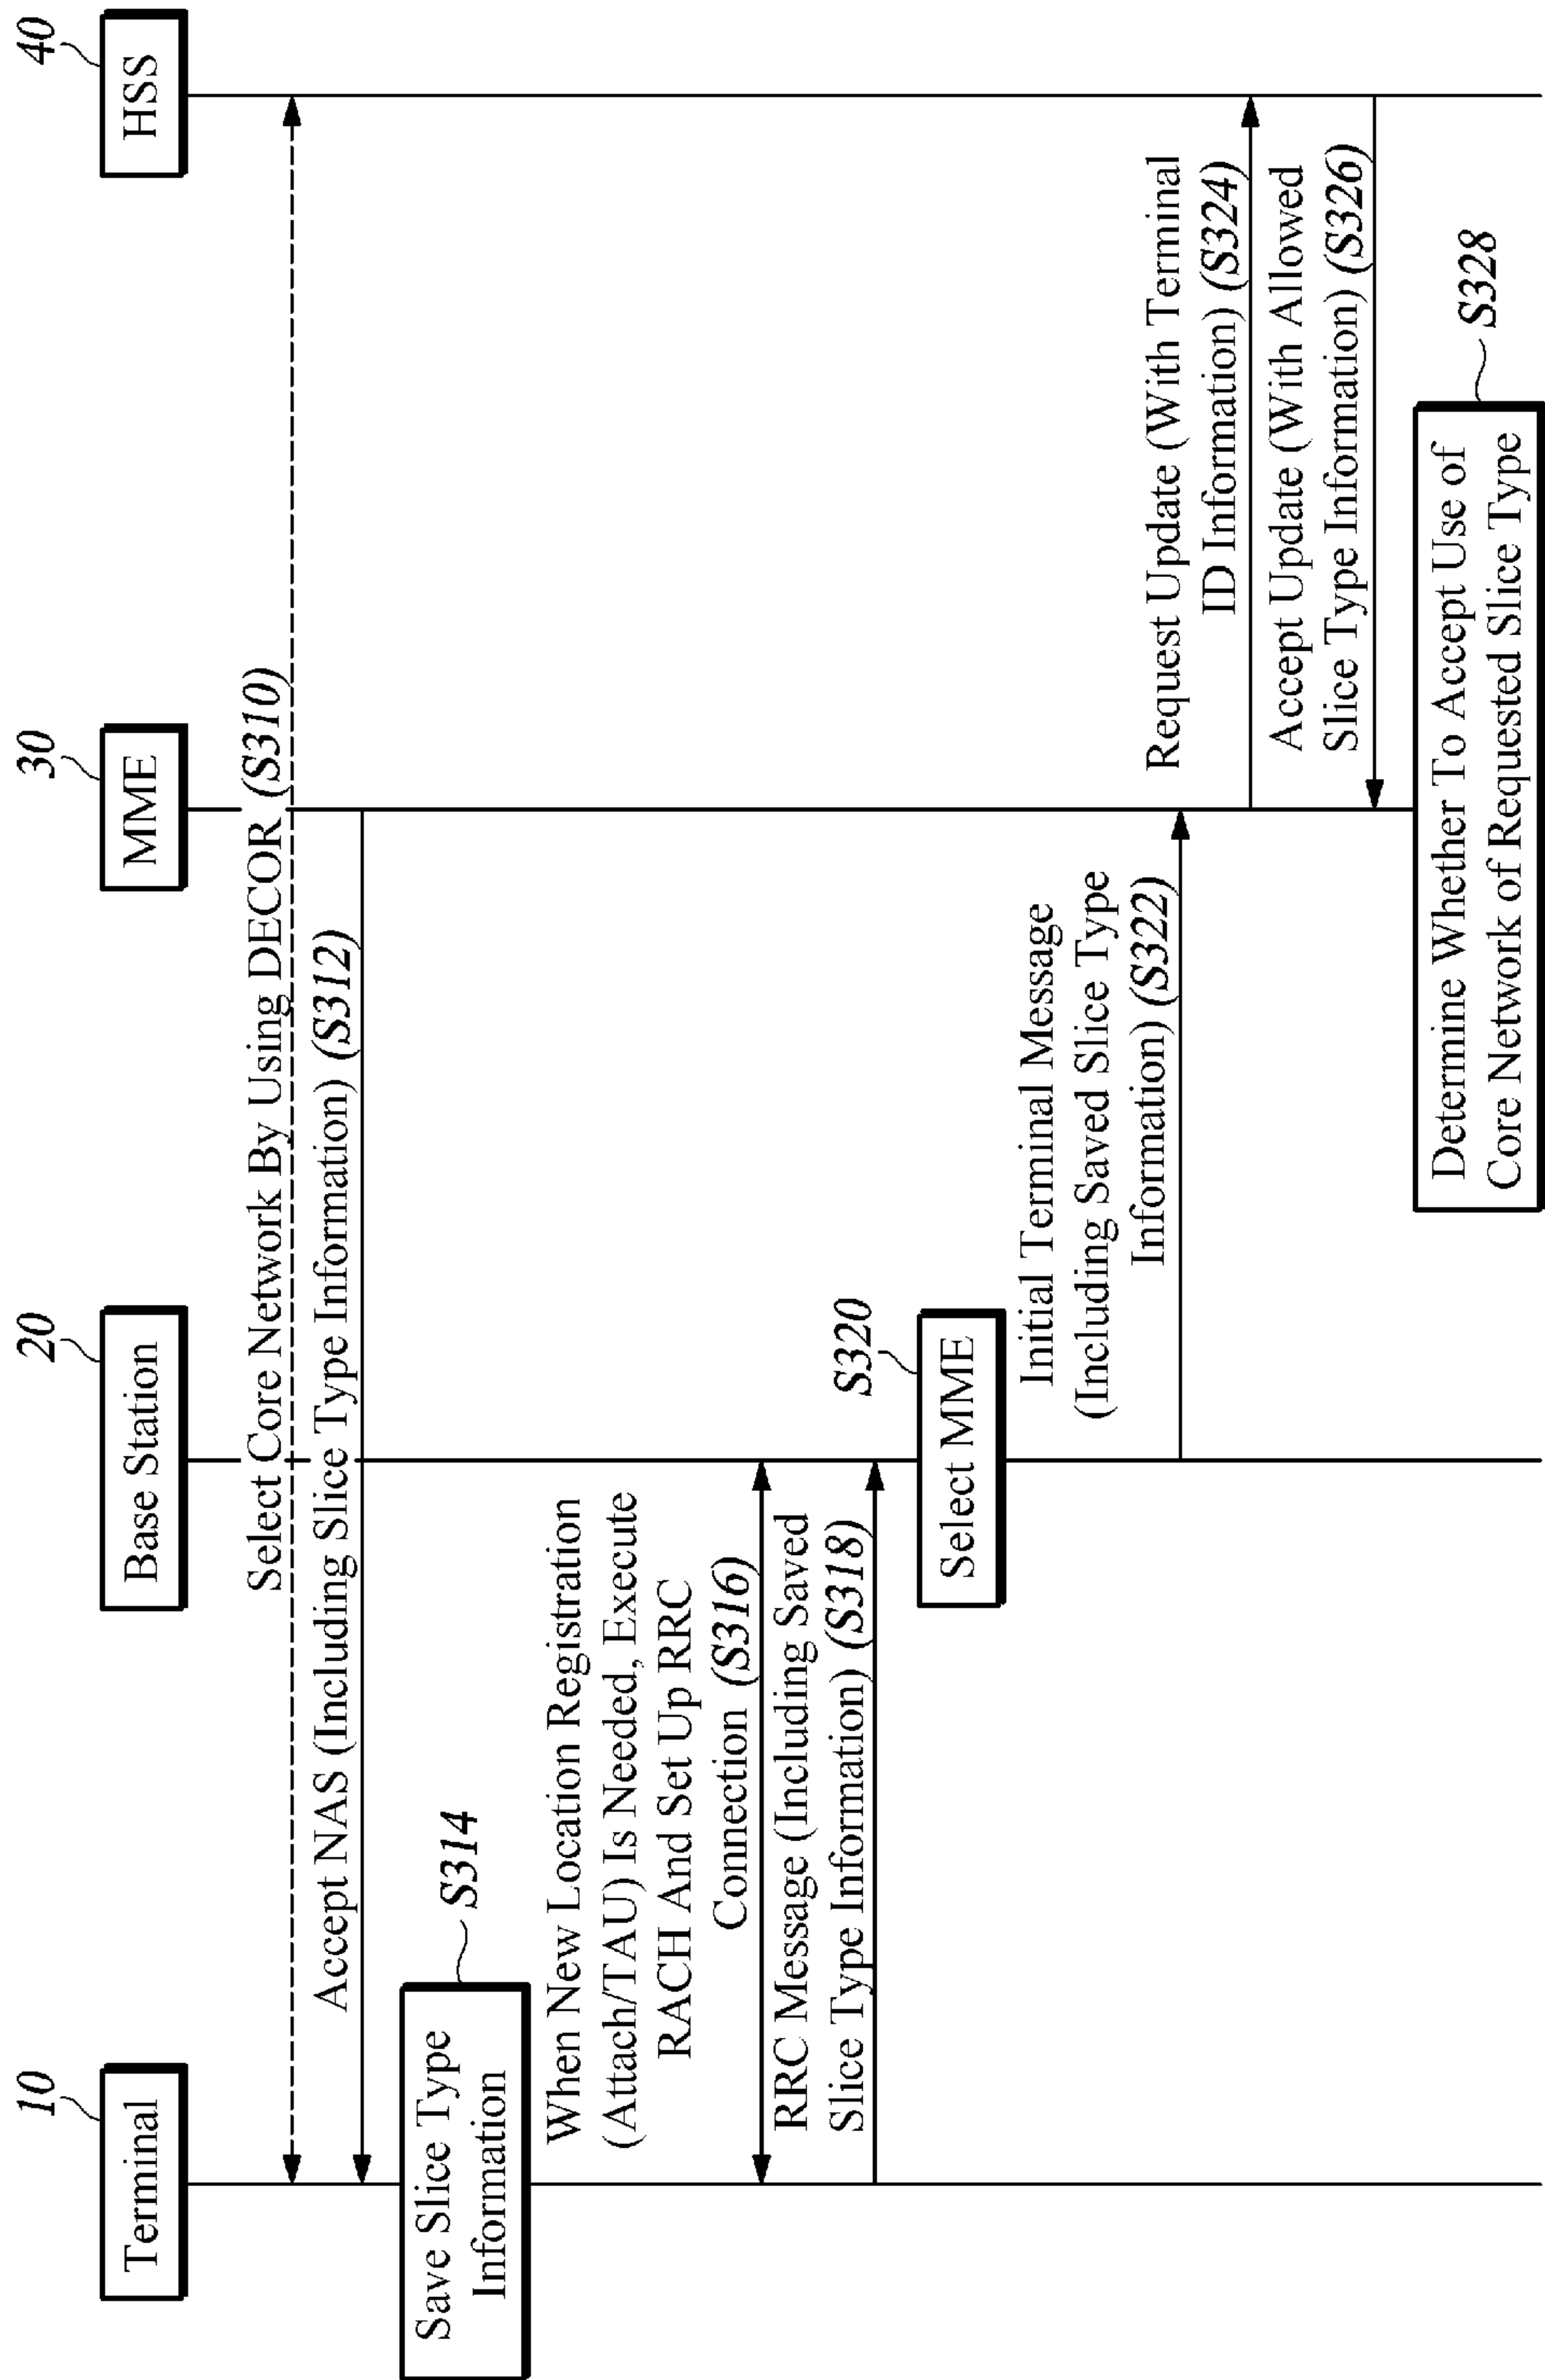 10
20
30
40
Terminal
Base Station
MME
HSS
Select Core Network By Using DECOR (S310)
Accept NAS (Including Slice Type Information) (S312)
Save Slice Type
Information
S314
When New Location Registration
(Attach/TAU) Is Needed, Execute
RACH And Set Up RRC
Connection (S316)
RRC Message (Including Saved
Slice Type Information) (S318)
S320
Select MME
Initial Terminal Message
(Including Saved Slice Type
Information) (S322)
Request Update (With Terminal
ID Information) (S324)
Accept Update (With Allowed
Slice Type Information) (S326)
S328
Determine Whether To Accept Use of
Core Network of Requested Slice Type